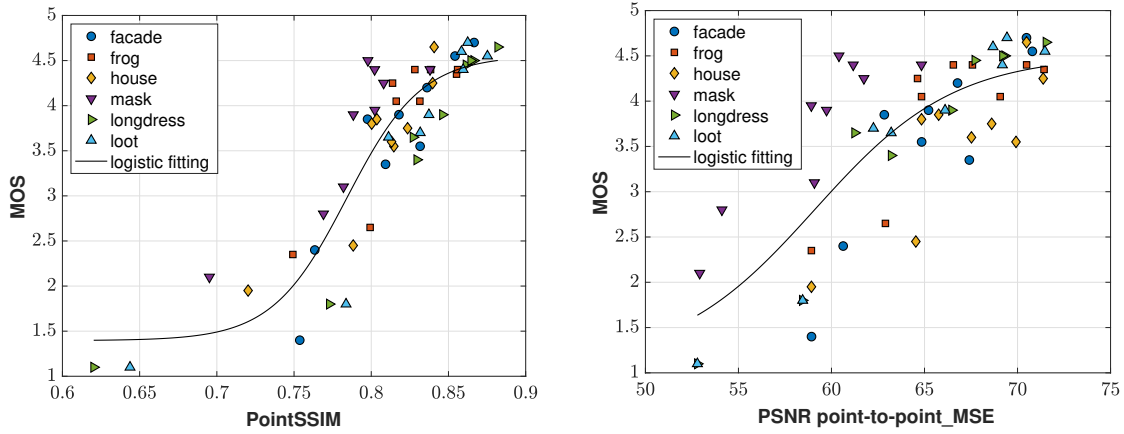 5
4.5
4
3.5
3
2.5
2
1.5
1
MOS
facade
frog
house
mask
longdress
loot
logistic fitting
0.6 0.65 0.7 0.75 0.8 0.85 0.9
PointSSIM
5
4.5
4
3.5
3
2.5
2
1.5
1
MOS
facade
frog
house
mask
longdress
loot
logistic fitting
50 55 60 65 70 75
PSNR point-to-point_MSE